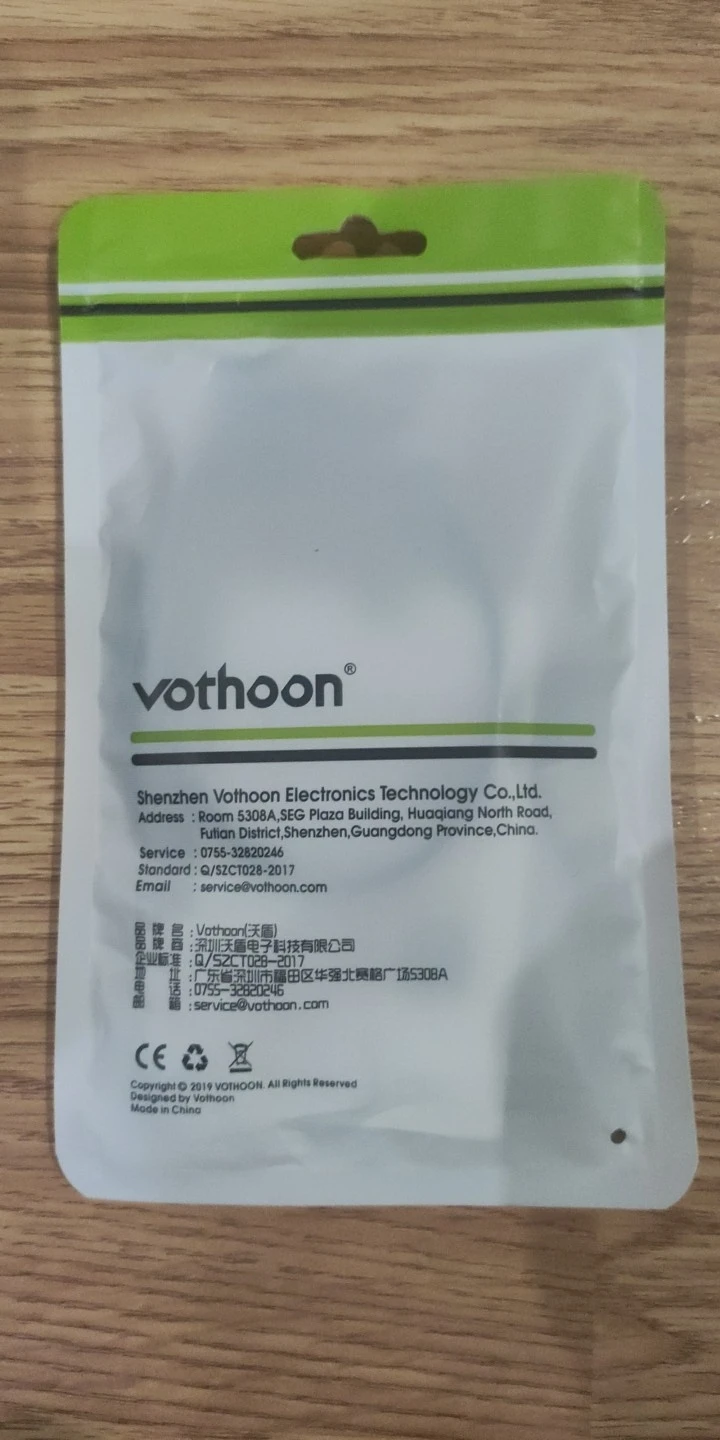 vothoon®
Shenzhen Vothoon Electronics Technology Co.,Ltd.
Address : Room 5308A,SEG Plaza Building, Huaqiang North Road,
Futian District,Shenzhen,Guangdong Province,China.
Service : 0755-32820246
Standard : Q/SZCT028-2017
Email : service@vothoon.com
品 牌 名 : Vothoon(沃盾)
品 牌 商 : 深圳沃盾电子科技有限公司
企业标准 : Q/SZCT028-2017
地 址 : 广东省深圳市福田区华强北赛格广场5308A
电 话 : 0755-32820246
邮 箱 : service@vothoon.com
CE
Copyright © 2019 VOTHOON. All Rights Reserved
Designed by Vothoon
Made in China